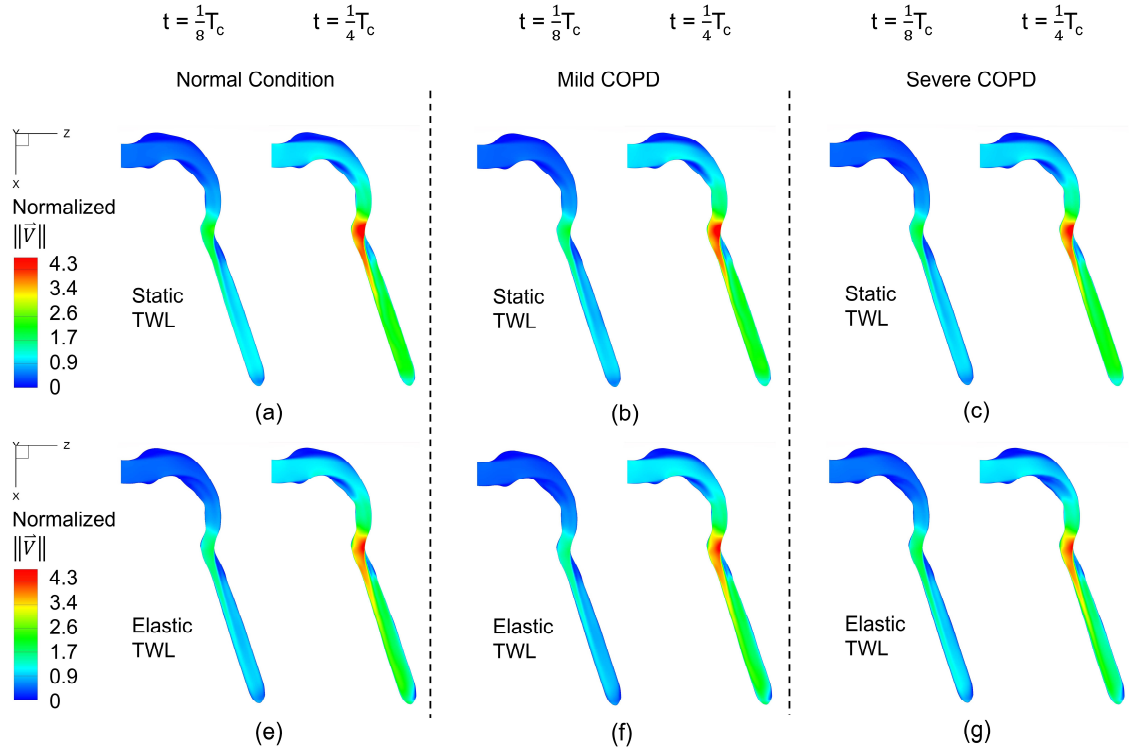 t = 1/8 Tc
t = 1/4 Tc
t = 1/8 Tc
t = 1/4 Tc
t = 1/8 Tc
t = 1/4 Tc
Normal Condition
Mild COPD
Severe COPD
Y
Z
X
Normalized
‖V⃗‖
4.3
3.4
2.6
1.7
0.9
0
Static
TWL
Static
TWL
Static
TWL
(a)
(b)
(c)
Y
Z
X
Normalized
‖V⃗‖
4.3
3.4
2.6
1.7
0.9
0
Elastic
TWL
Elastic
TWL
Elastic
TWL
(e)
(f)
(g)